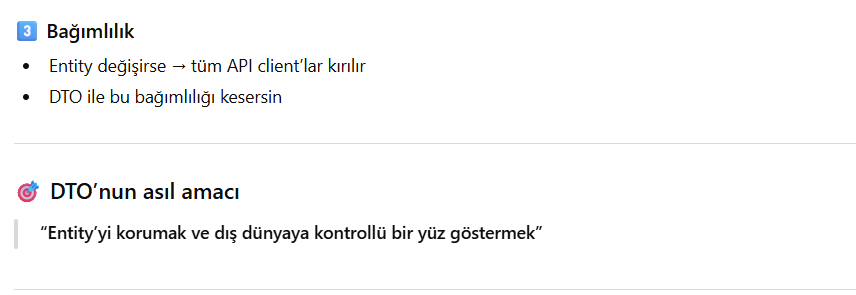 3 Bağımlılık
• Entity değişirse → tüm API client’lar kırılır
• DTO ile bu bağımlılığı kesersin
🎯 DTO’nun asıl amacı
“Entity’yi korumak ve dış dünyaya kontrollü bir yüz göstermek”